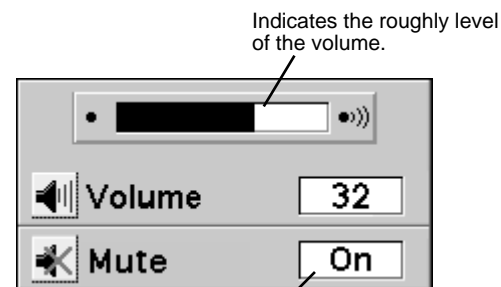 Indicates the roughly level
of the volume.
Volume 32
Mute On